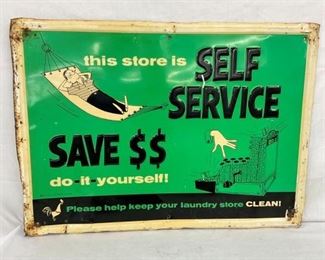 this store is SELF
SERVICE
SAVE $$
do-it-yourself!
Please help keep your laundry store CLEAN!